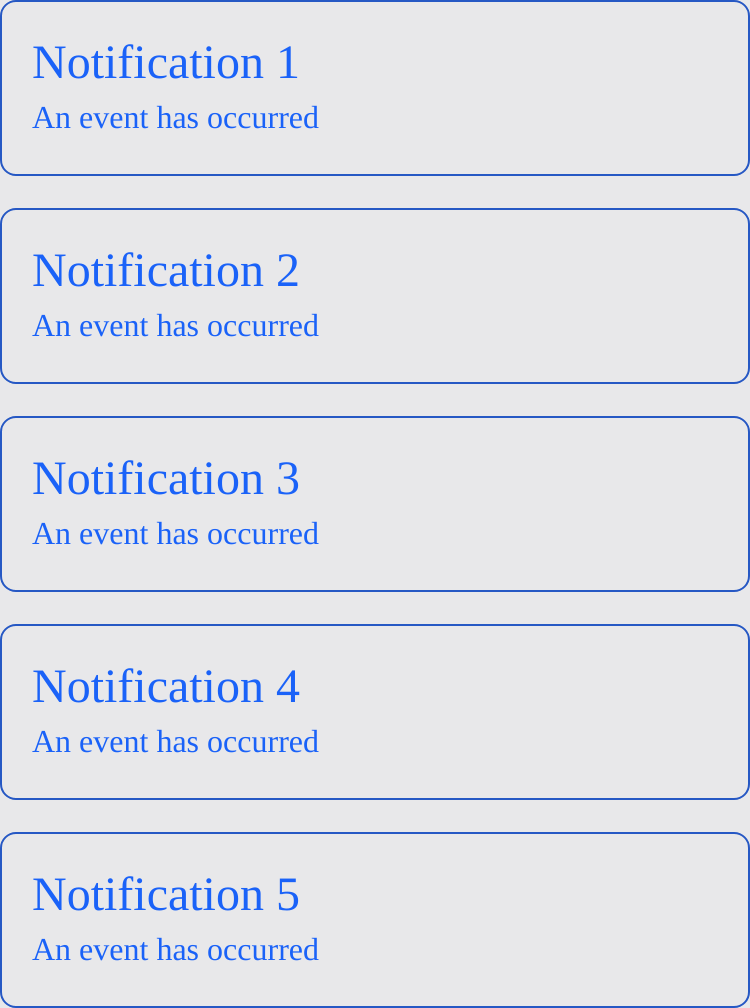 Notification 1
An event has occurred
Notification 2
An event has occurred
Notification 3
An event has occurred
Notification 4
An event has occurred
Notification 5
An event has occurred